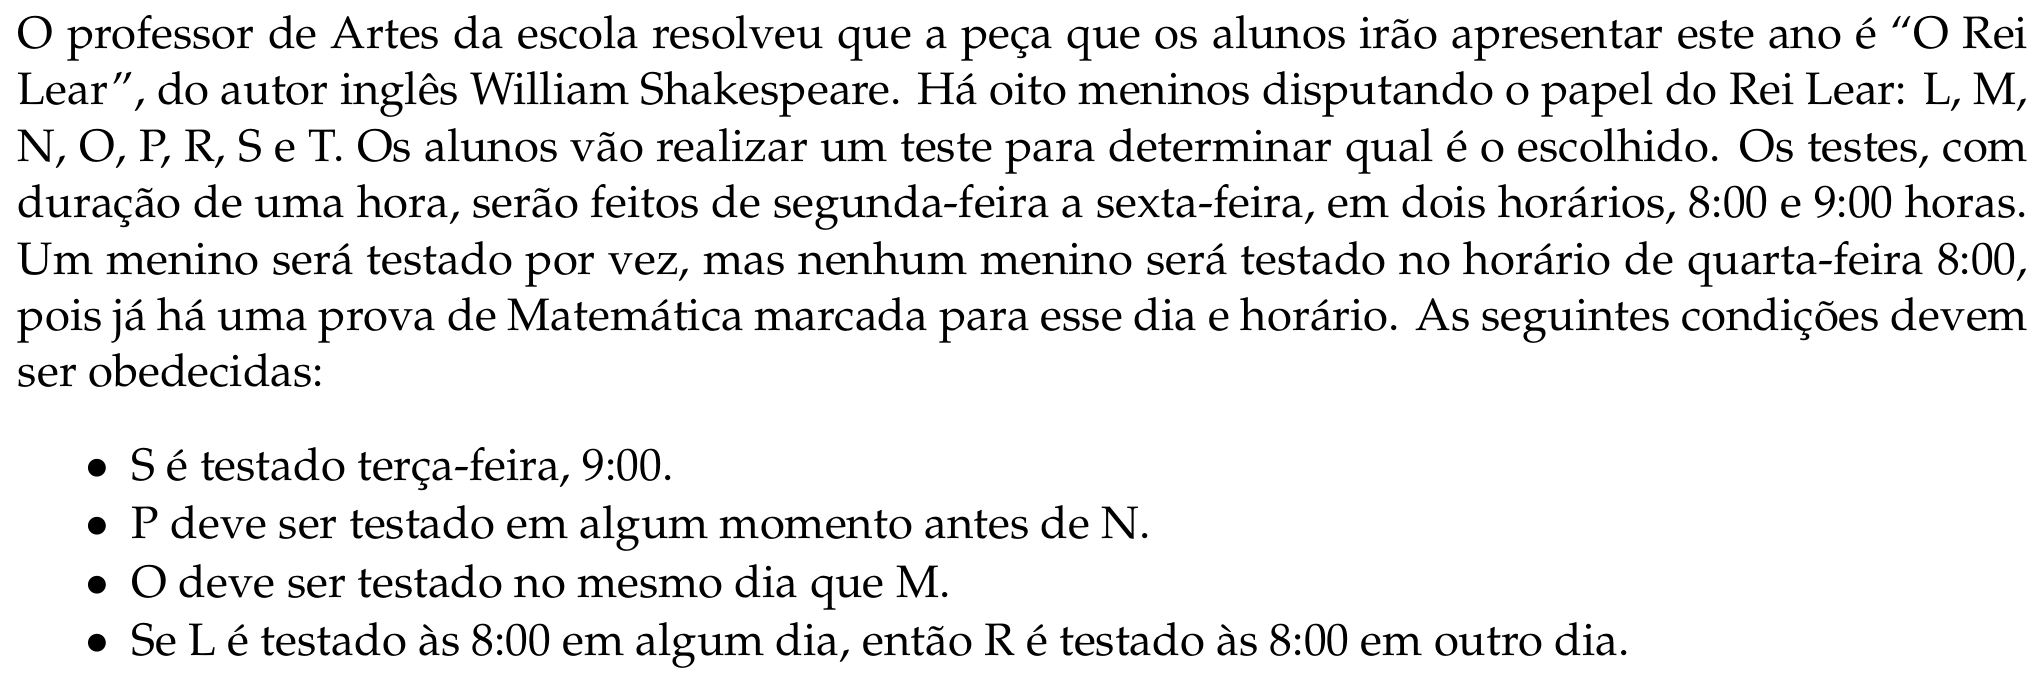 O professor de Artes da escola resolveu que a peça que os alunos irão apresentar este ano é “O Rei
Lear”, do autor inglês William Shakespeare. Há oito meninos disputando o papel do Rei Lear: L, M,
N, O, P, R, S e T. Os alunos vão realizar um teste para determinar qual é o escolhido. Os testes, com
duração de uma hora, serão feitos de segunda-feira a sexta-feira, em dois horários, 8:00 e 9:00 horas.
Um menino será testado por vez, mas nenhum menino será testado no horário de quarta-feira 8:00,
pois já há uma prova de Matemática marcada para esse dia e horário. As seguintes condições devem
ser obedecidas:
• S é testado terça-feira, 9:00.
• P deve ser testado em algum momento antes de N.
• O deve ser testado no mesmo dia que M.
• Se L é testado às 8:00 em algum dia, então R é testado às 8:00 em outro dia.